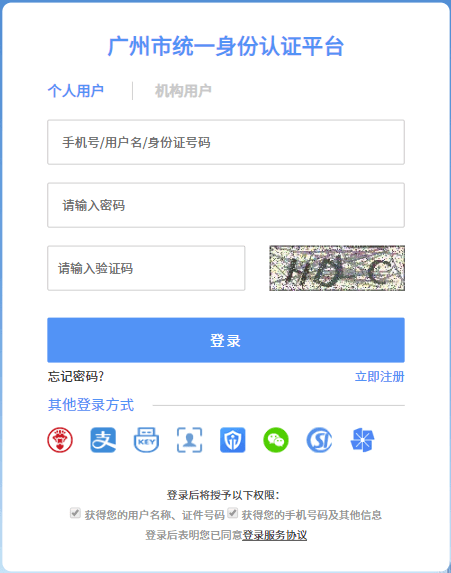 广州市统一身份认证平台
个人用户 机构用户
手机号/用户名/身份证号码
请输入密码
请输入验证码
登录
忘记密码? 立即注册
其他登录方式
KEY
登录后将授予以下权限：
获得您的用户名称、证件号码 获得您的手机号码及其他信息
登录后表明您已同意登录服务协议